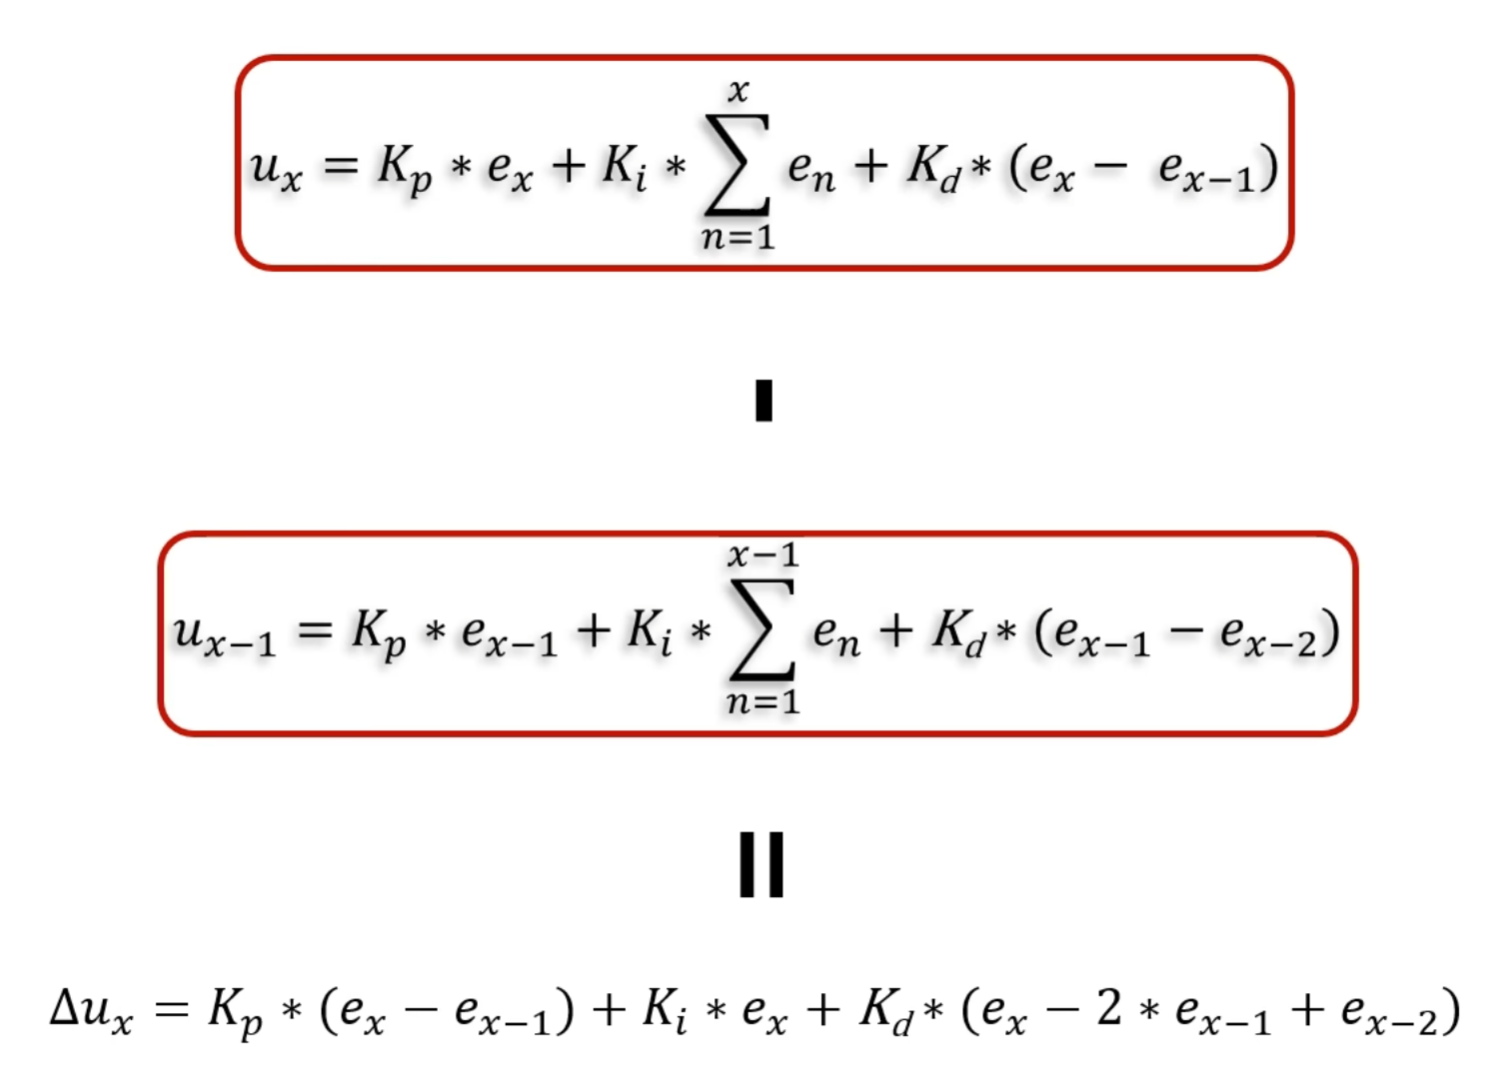 u_x = K_p * e_x + K_i * \sum_{n=1}^{x} e_n + K_d * (e_x − e_{x−1})
-
u_{x−1} = K_p * e_{x−1} + K_i * \sum_{n=1}^{x−1} e_n + K_d * (e_{x−1} − e_{x−2})
=
Δu_x = K_p * (e_x − e_{x−1}) + K_i * e_x + K_d * (e_x − 2 * e_{x−1} + e_{x−2})